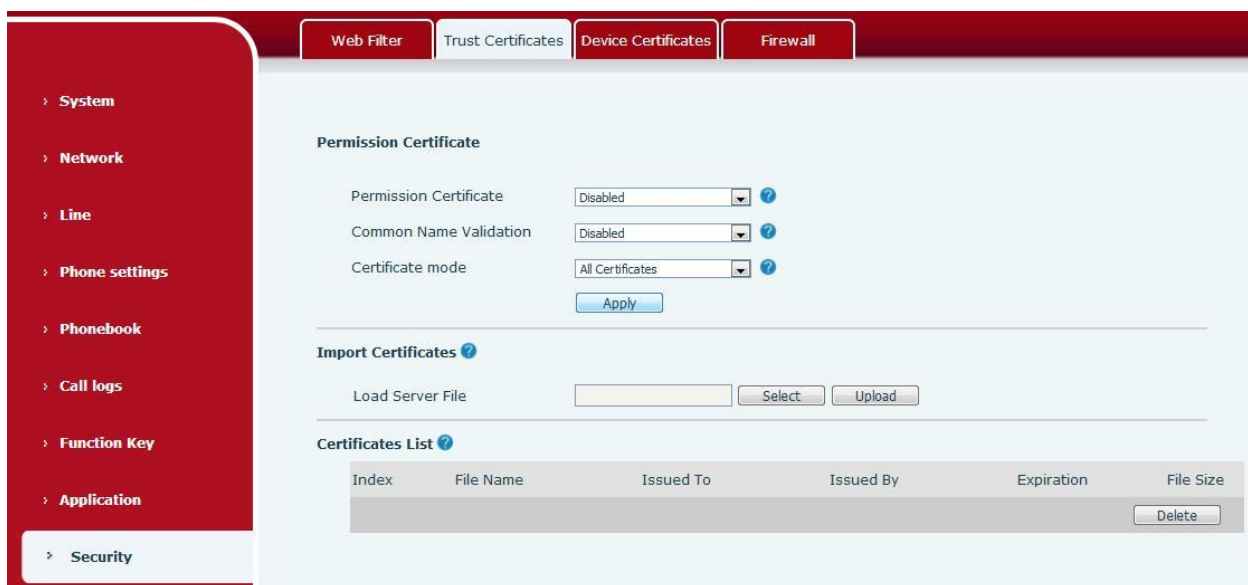 Web Filter
Trust Certificates
Device Certificates
Firewall
System
Network
Line
Phone settings
Phonebook
Call logs
Function Key
Application
Security
Permission Certificate
Permission Certificate Disabled
Common Name Validation Disabled
Certificate mode All Certificates
Apply
Import Certificates
Load Server File Select Upload
Certificates List
Index File Name Issued To Issued By Expiration File Size
Delete